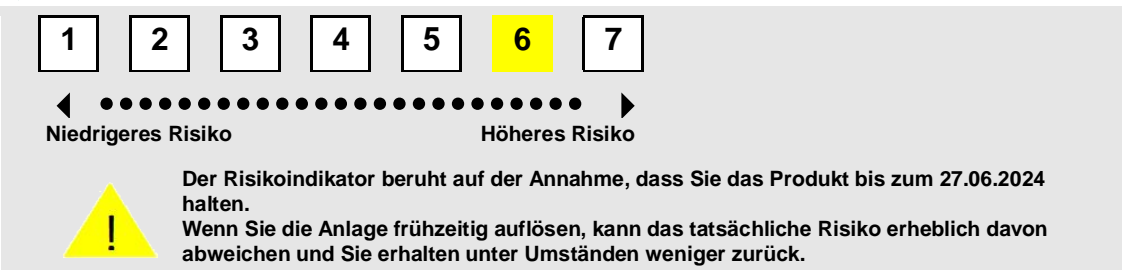 1 2 3 4 5 6 7
Niedrigeres Risiko Höheres Risiko
!
Der Risikoindikator beruht auf der Annahme, dass Sie das Produkt bis zum 27.06.2024
halten.
Wenn Sie die Anlage frühzeitig auflösen, kann das tatsächliche Risiko erheblich davon
abweichen und Sie erhalten unter Umständen weniger zurück.